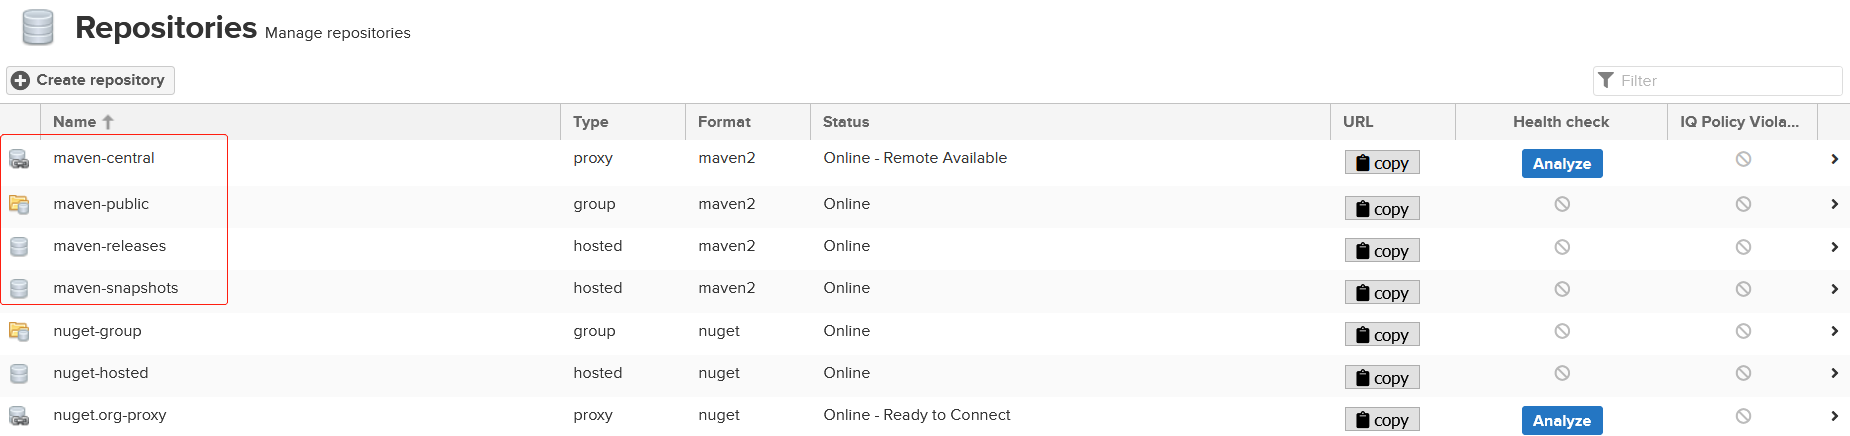 Repositories Manage repositories
Create repository Filter
Name Type Format Status URL Health check IQ Policy Viola...
maven-central proxy maven2 Online - Remote Available copy Analyze
maven-public group maven2 Online copy
maven-releases hosted maven2 Online copy
maven-snapshots hosted maven2 Online copy
nuget-group group nuget Online copy
nuget-hosted hosted nuget Online copy
nuget.org-proxy proxy nuget Online - Ready to Connect copy Analyze